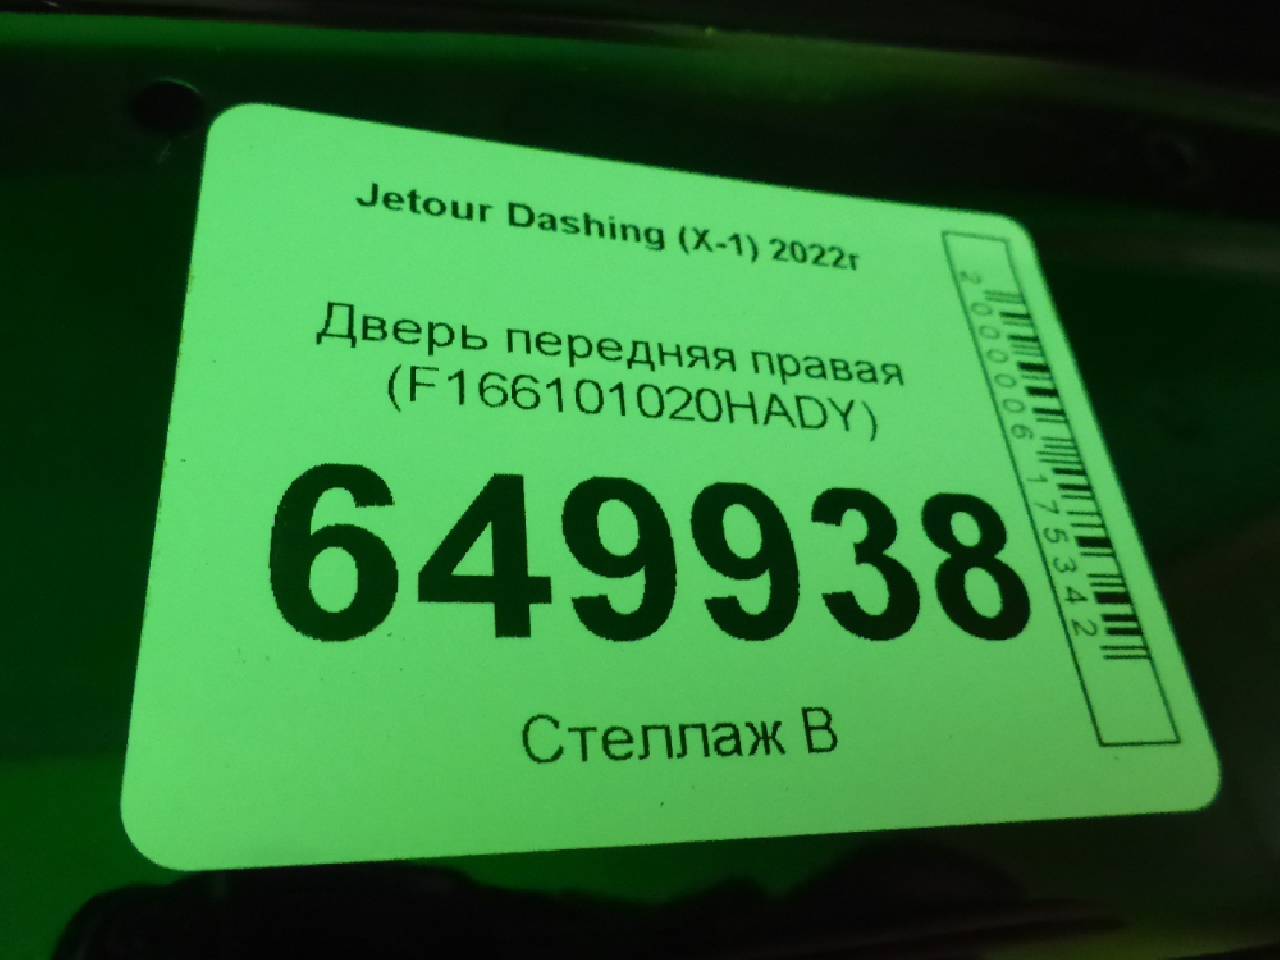 Jetour Dashing (X-1) 2022г
Дверь передняя правая
(F166101020HADY)
649938
Стеллаж В
2000006175342